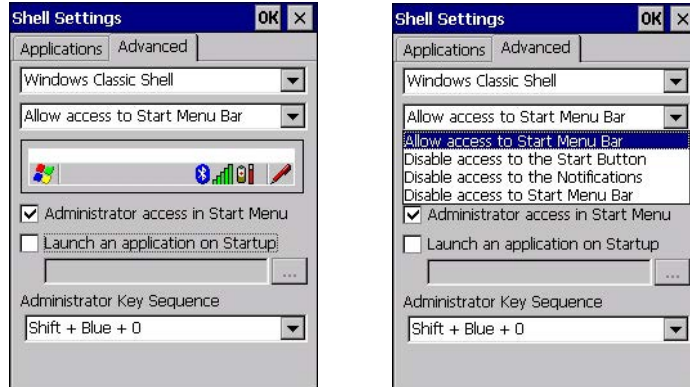 Shell Settings OK
Applications Advanced
Windows Classic Shell
Allow access to Start Menu Bar
Administrator access in Start Menu
Launch an application on Startup
...
Administrator Key Sequence
Shift + Blue + 0
Shell Settings OK
Applications Advanced
Windows Classic Shell
Allow access to Start Menu Bar
Allow access to Start Menu Bar
Disable access to the Start Button
Disable access to the Notifications
Disable access to Start Menu Bar
Administrator access in Start Menu
Launch an application on Startup
...
Administrator Key Sequence
Shift + Blue + 0